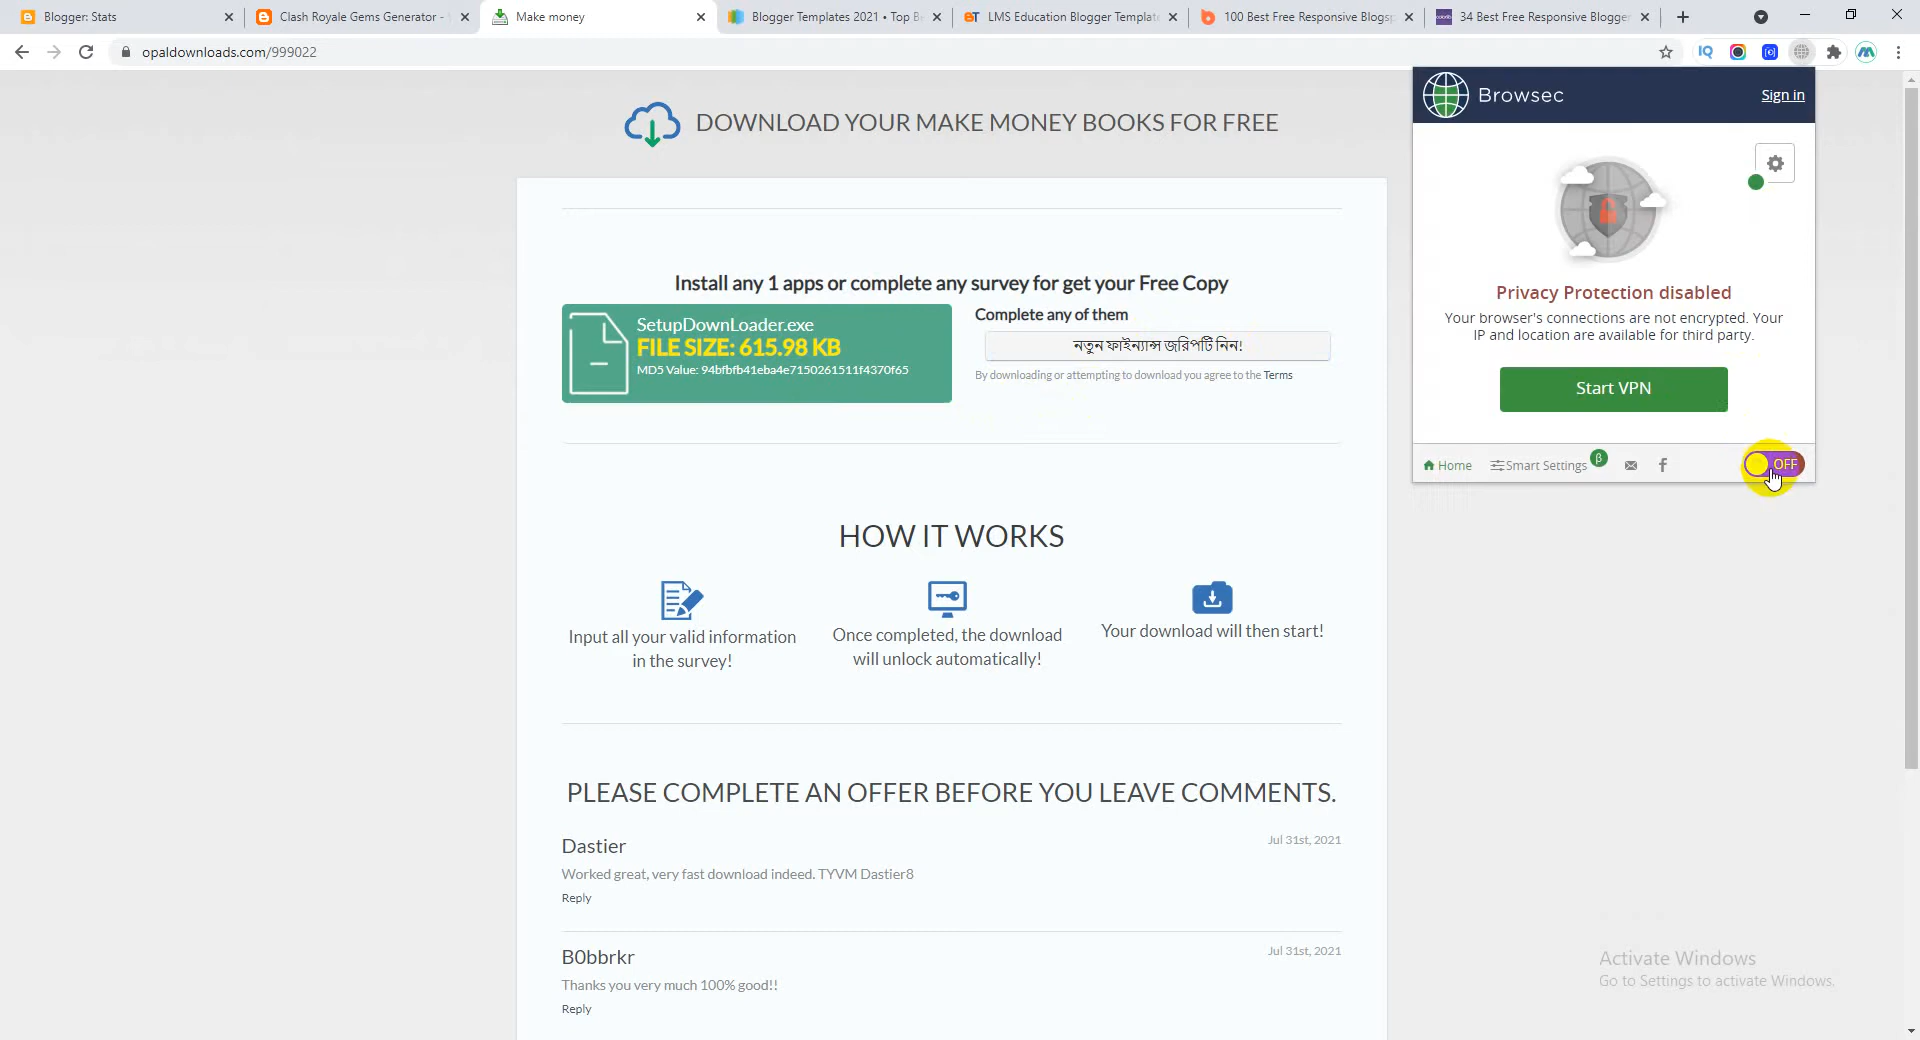 Blogger: Stats
Clash Royale Gems Generator -
Make money
Blogger Templates 2021 • Top B
LMS Education Blogger Template
100 Best Free Responsive Blogsp
34 Best Free Responsive Blogger
opaldownloads.com/999022
Browsec
Sign in
DOWNLOAD YOUR MAKE MONEY BOOKS FOR FREE
Privacy Protection disabled
Your browser's connections are not encrypted. Your
IP and location are available for third party.
Start VPN
Home
Smart Settings
β
OFF
Install any 1 apps or complete any survey for get your Free Copy
SetupDownLoader.exe
FILE SIZE: 615.98 KB
MD5 Value: 94bfbfb41eba4e7150261511f4370f65
Complete any of them
নতুন ফাইন্যান্স জরিপটি নিন!
By downloading or attempting to download you agree to the Terms
HOW IT WORKS
Input all your valid information
in the survey!
Once completed, the download
will unlock automatically!
Your download will then start!
PLEASE COMPLETE AN OFFER BEFORE YOU LEAVE COMMENTS.
Dastier
Jul 31st, 2021
Worked great, very fast download indeed. TYVM Dastier8
Reply
B0bbrkr
Jul 31st, 2021
Thanks you very much 100% good!!
Reply
Activate Windows
Go to Settings to activate Windows.